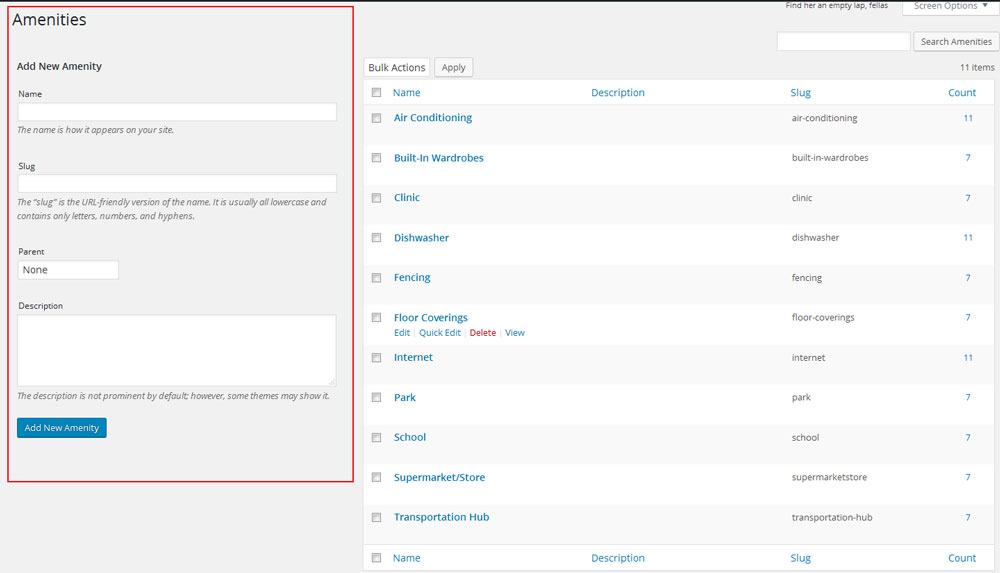 Amenities
Find her an empty lap, fellas
Screen Options
Search Amenities
Add New Amenity
Name
The name is how it appears on your site.
Slug
The "slug" is the URL-friendly version of the name. It is usually all lowercase and
contains only letters, numbers, and hyphens.
Parent
None
Description
The description is not prominent by default; however, some themes may show it.
Add New Amenity
Bulk Actions Apply 11 items
Name Description Slug Count
Air Conditioning air-conditioning 11
Built-In Wardrobes built-in-wardrobes 7
Clinic clinic 7
Dishwasher dishwasher 11
Fencing fencing 7
Floor Coverings floor-coverings 7
Edit | Quick Edit | Delete | View
Internet internet 11
Park park 7
School school 7
Supermarket/Store supermarketstore 7
Transportation Hub transportation-hub 7
Name Description Slug Count